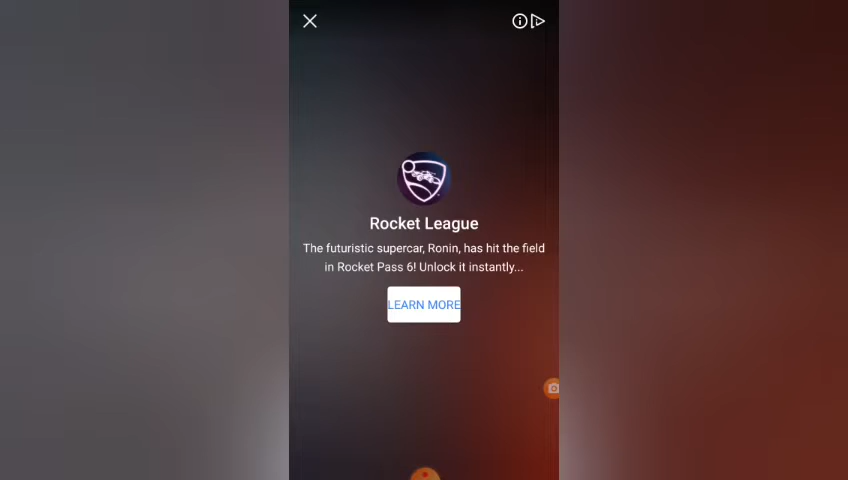 Rocket League
The futuristic supercar, Ronin, has hit the field
in Rocket Pass 6! Unlock it instantly...
LEARN MORE